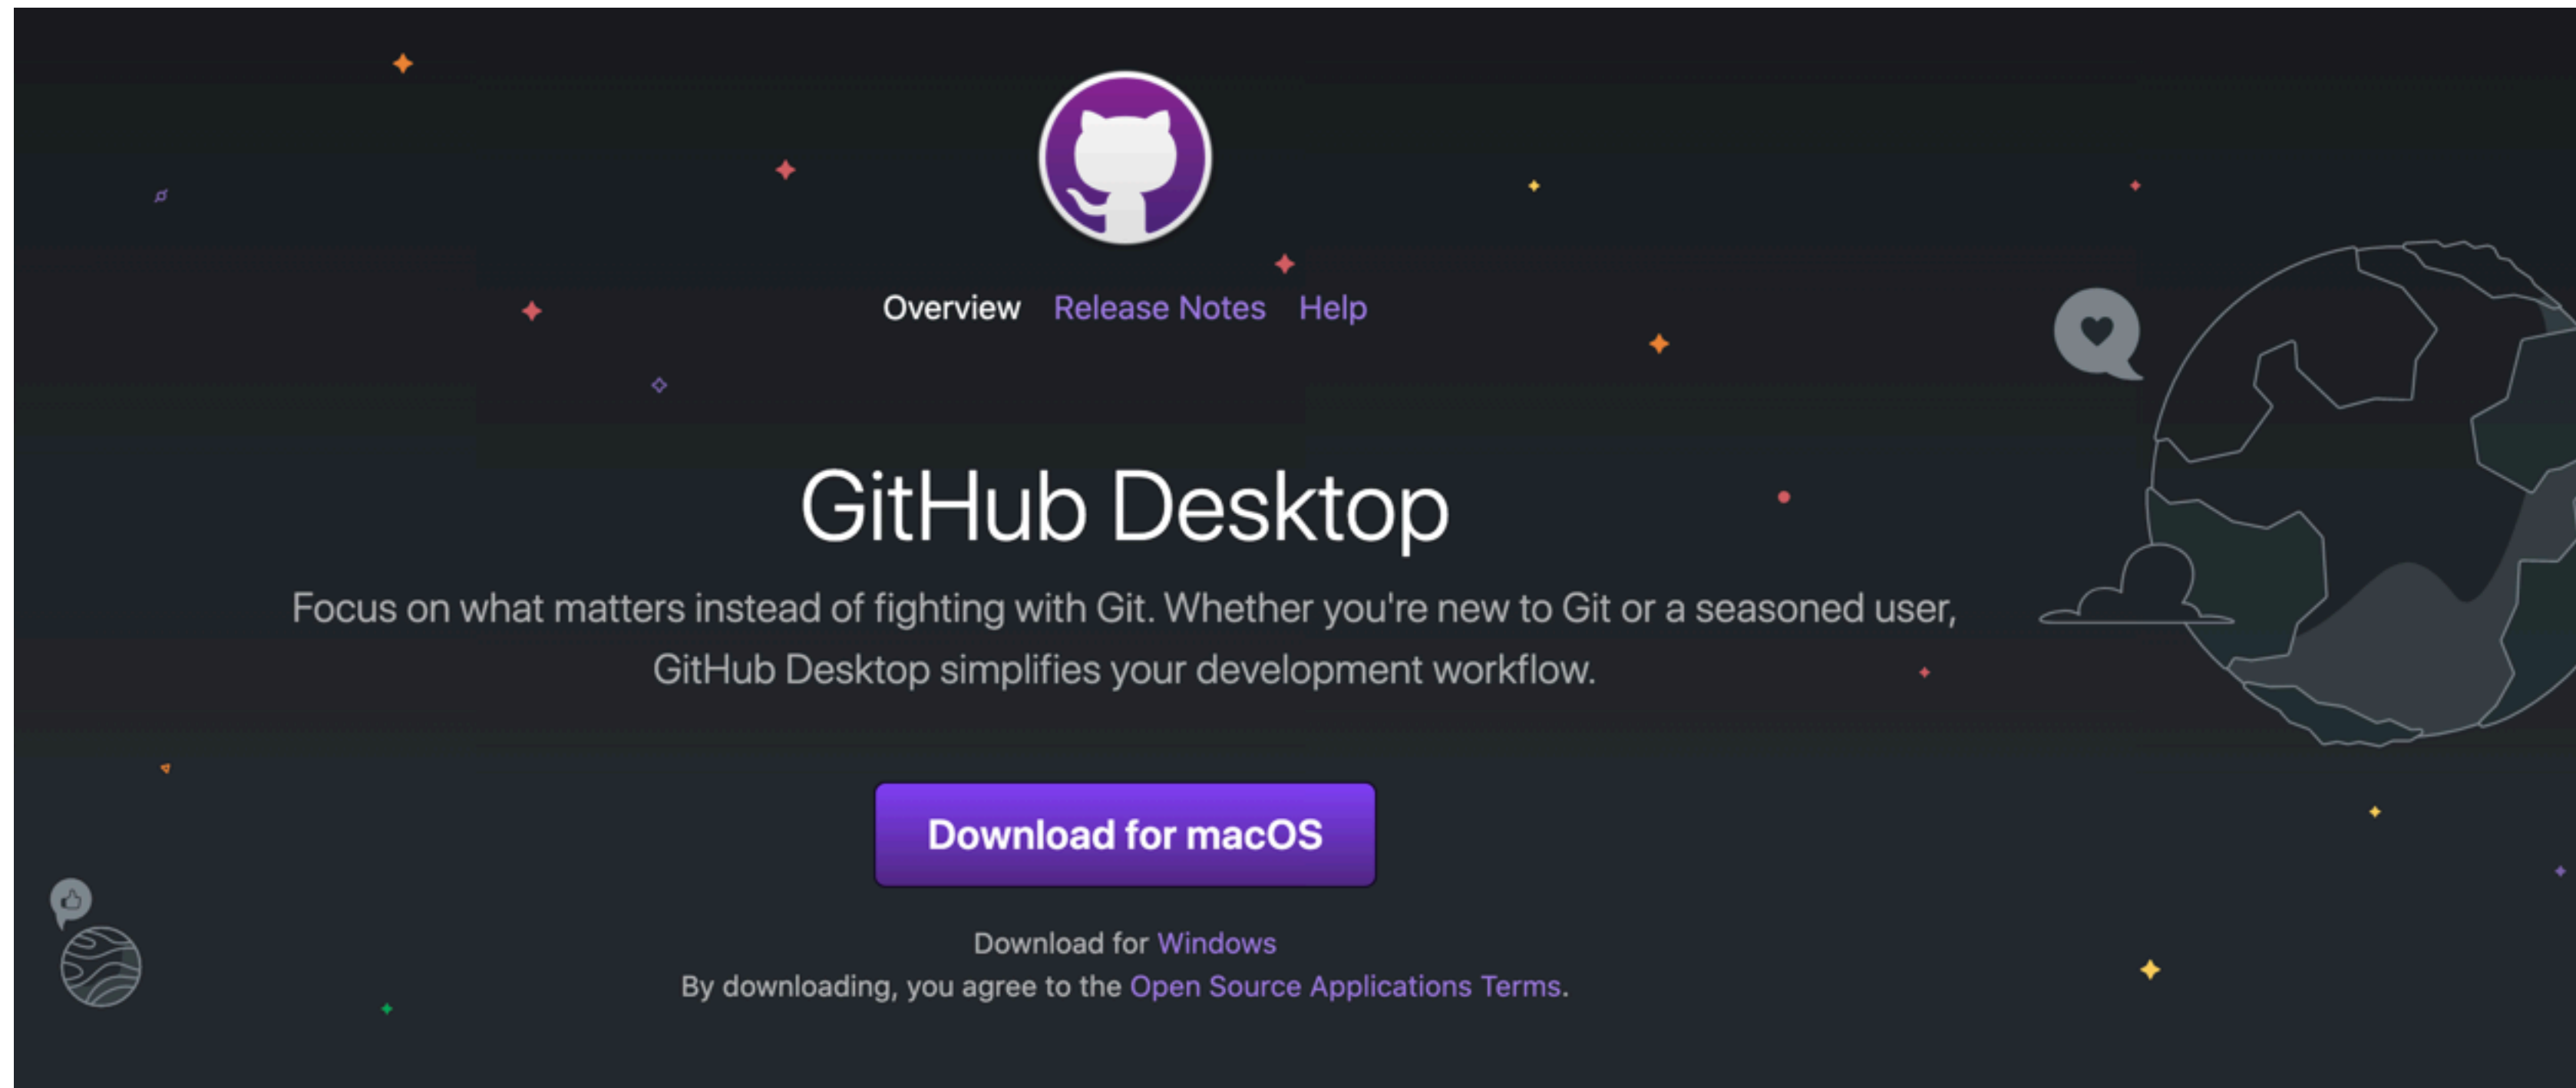 Overview Release Notes Help
GitHub Desktop
Focus on what matters instead of fighting with Git. Whether you're new to Git or a seasoned user,
GitHub Desktop simplifies your development workflow.
Download for macOS
Download for Windows
By downloading, you agree to the Open Source Applications Terms.